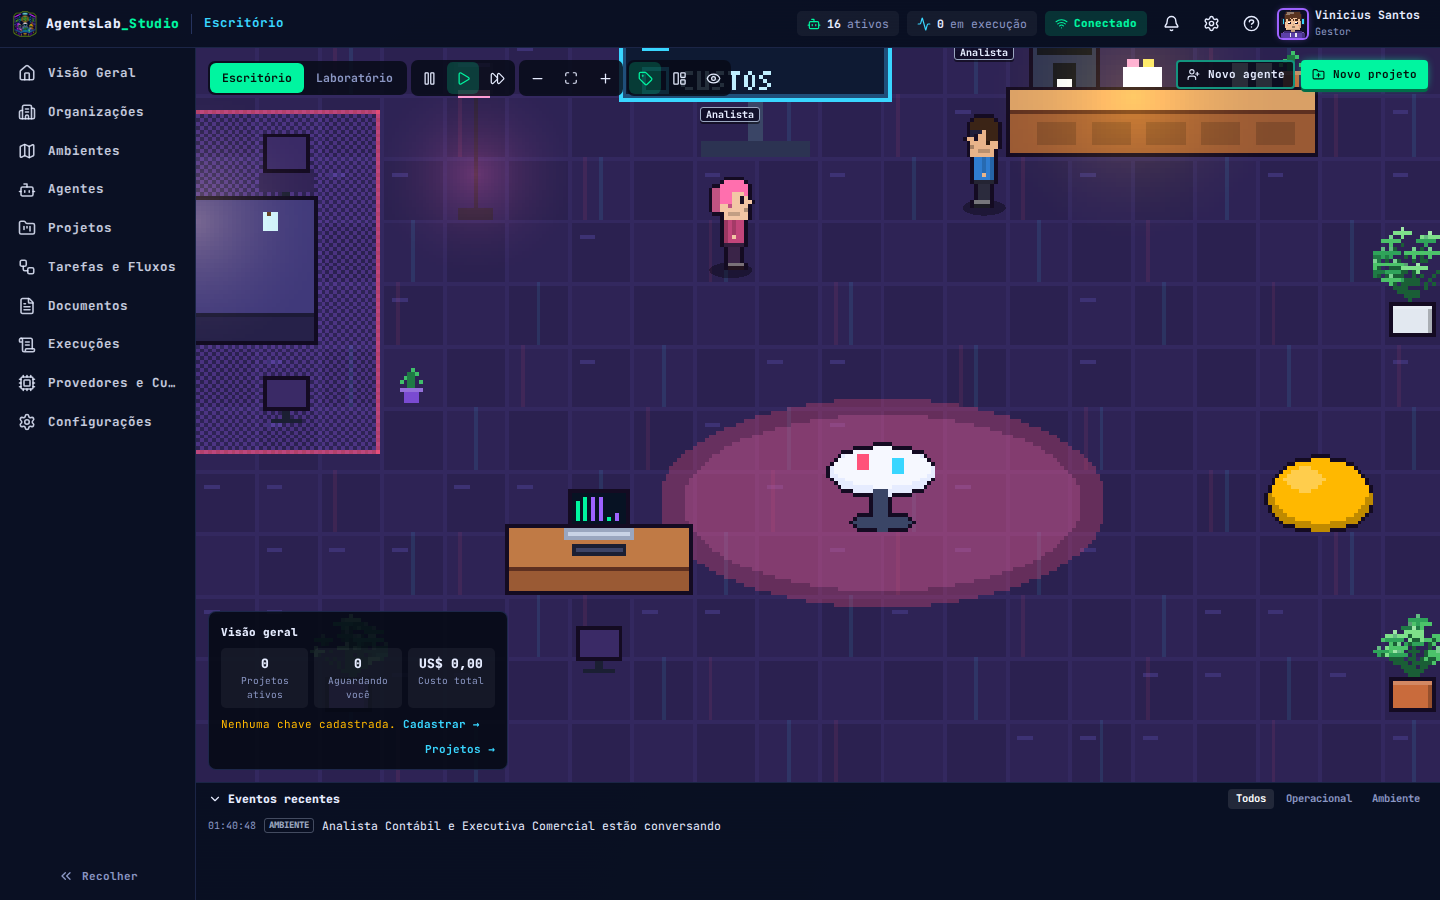 AgentsLab_Studio
Escritório
16 ativos
0 em execução
Conectado
Vinicius Santos
Gestor
Visão Geral
Organizações
Ambientes
Agentes
Projetos
Tarefas e Fluxos
Documentos
Execuções
Provedores e Cu…
Configurações
Recolher
Escritório
Laboratório
Novo agente
Novo projeto
Analista
Analista
Visão geral
0
Projetos ativos
0
Aguardando você
US$ 0,00
Custo total
Nenhuma chave cadastrada. Cadastrar →
Projetos →
Eventos recentes
Todos
Operacional
Ambiente
01:40:48 AMBIENTE Analista Contábil e Executiva Comercial estão conversando